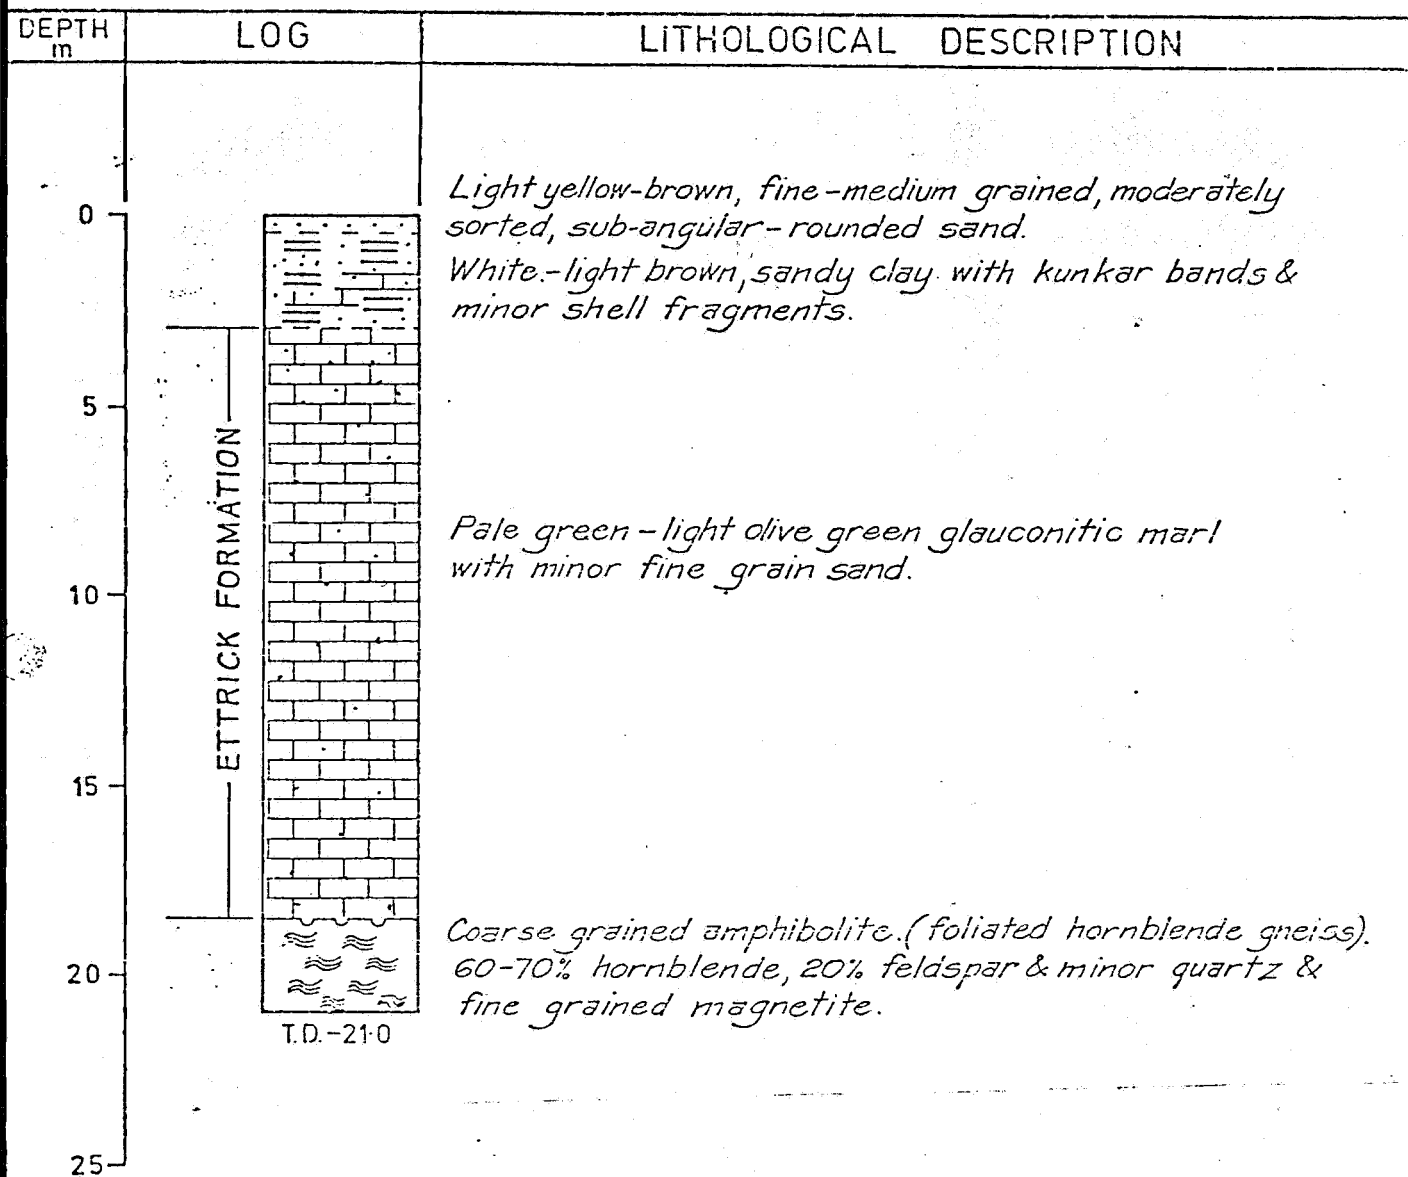 DEPTH
m
LOG
LITHOLOGICAL DESCRIPTION
Light yellow-brown, fine-medium grained, moderately
sorted, sub-angular-rounded sand.
0
White-light brown, sandy clay with kunkar bands &
minor shell fragments.
5
ETTRICK FORMATION
Pale green-light olive green glauconitic marl
with minor fine grain sand.
10
15
Coarse grained amphibolite. (foliated hornblende gneiss).
60-70% hornblende, 20% feldspar & minor quartz &
fine grained magnetite.
20
T.D.-21·0
25